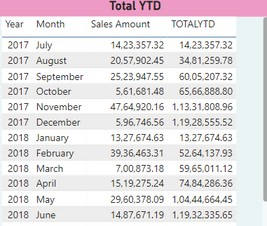 Total YTD
Year Month Sales Amount TOTALYTD
2017 July 14,23,357.32 14,23,357.32
2017 August 20,57,902.45 34,81,259.78
2017 September 25,23,947.55 60,05,207.32
2017 October 5,61,681.48 65,66,888.80
2017 November 47,64,920.16 1,13,31,808.96
2017 December 5,96,746.56 1,19,28,555.52
2018 January 13,27,674.63 13,27,674.63
2018 February 39,36,463.31 52,64,137.93
2018 March 7,00,873.18 59,65,011.12
2018 April 15,19,275.24 74,84,286.36
2018 May 29,60,378.09 1,04,44,664.45
2018 June 14,87,671.19 1,19,32,335.65